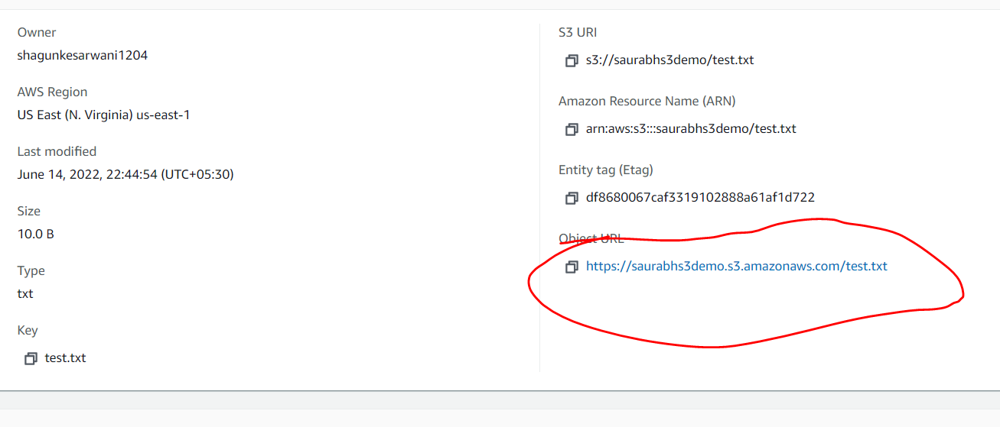 Owner
shagunkesarwani1204
AWS Region
US East (N. Virginia) us-east-1
Last modified
June 14, 2022, 22:44:54 (UTC+05:30)
Size
10.0 B
Type
txt
Key
test.txt
S3 URI
s3://saurabhs3demo/test.txt
Amazon Resource Name (ARN)
arn:aws:s3:::saurabhs3demo/test.txt
Entity tag (Etag)
df8680067caf3319102888a61af1d722
Object URL
https://saurabhs3demo.s3.amazonaws.com/test.txt